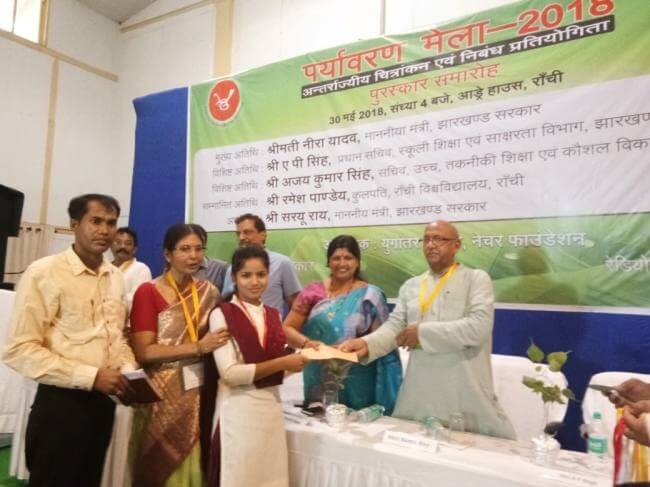 पर्यावरण मेला-2018
अन्तर्राज्यीय चित्रांकन एवं निबंध प्रतियोगिता
पुरस्कार समारोह
30 मई 2018, संध्या 4 बजे, आड्रे हाउस, राँची
मुख्य अतिथि : श्रीमती नीरा यादव, माननीया मंत्री, झारखण्ड सरकार
विशिष्ट अतिथि : श्री ए पी सिंह, प्रधान सचिव, स्कूली शिक्षा एवं साक्षरता विभाग, झारखण्ड
विशिष्ट अतिथि : श्री अजय कुमार सिंह, सचिव, उच्च, तकनीकी शिक्षा एवं कौशल विका
सम्मानित अतिथि : श्री रमेश पाण्डेय, कुलपति, राँची विश्वविद्यालय, राँची
श्री सरयू राय, माननीय मंत्री, झारखण्ड सरकार
युगांतर नेचर फाउंडेशन
रेडियो